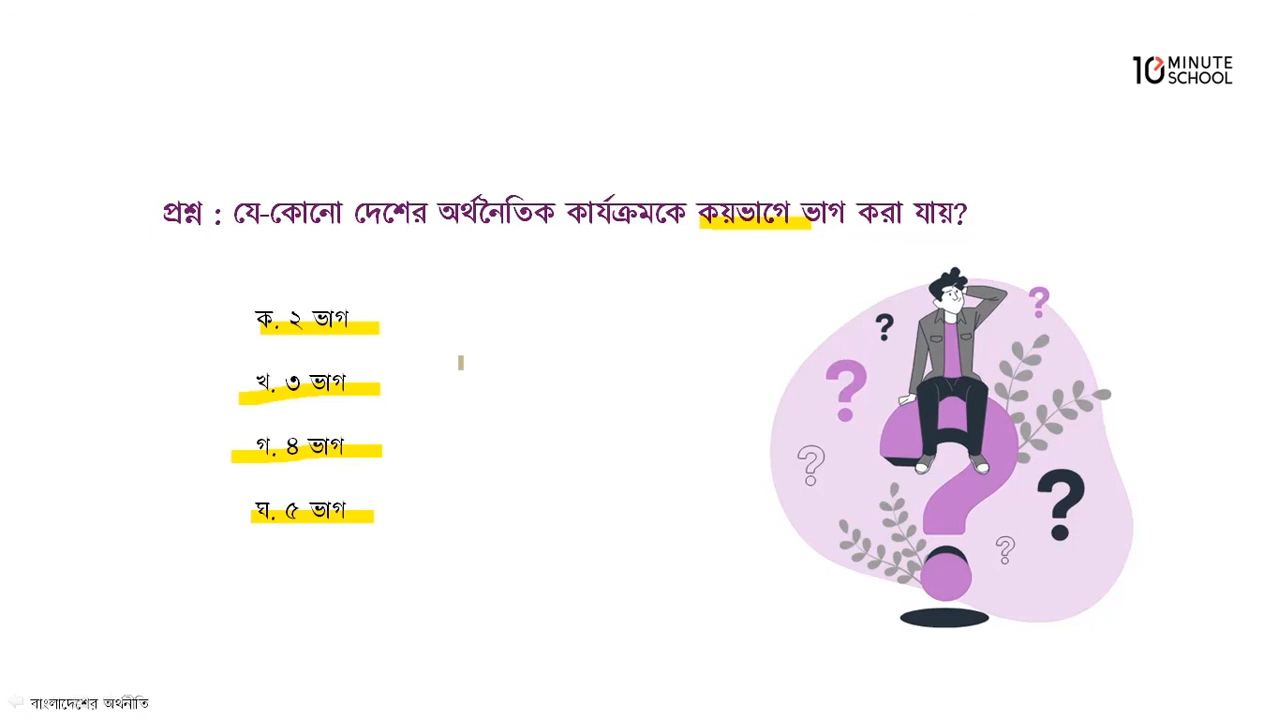 10 MINUTE SCHOOL
প্রশ্ন : যে-কোনো দেশের অর্থনৈতিক কার্যক্রমকে কয়ভাগে ভাগ করা যায়?
ক. ২ ভাগ
খ. ৩ ভাগ
গ. ৪ ভাগ
ঘ. ৫ ভাগ
বাংলাদেশের অর্থনীতি